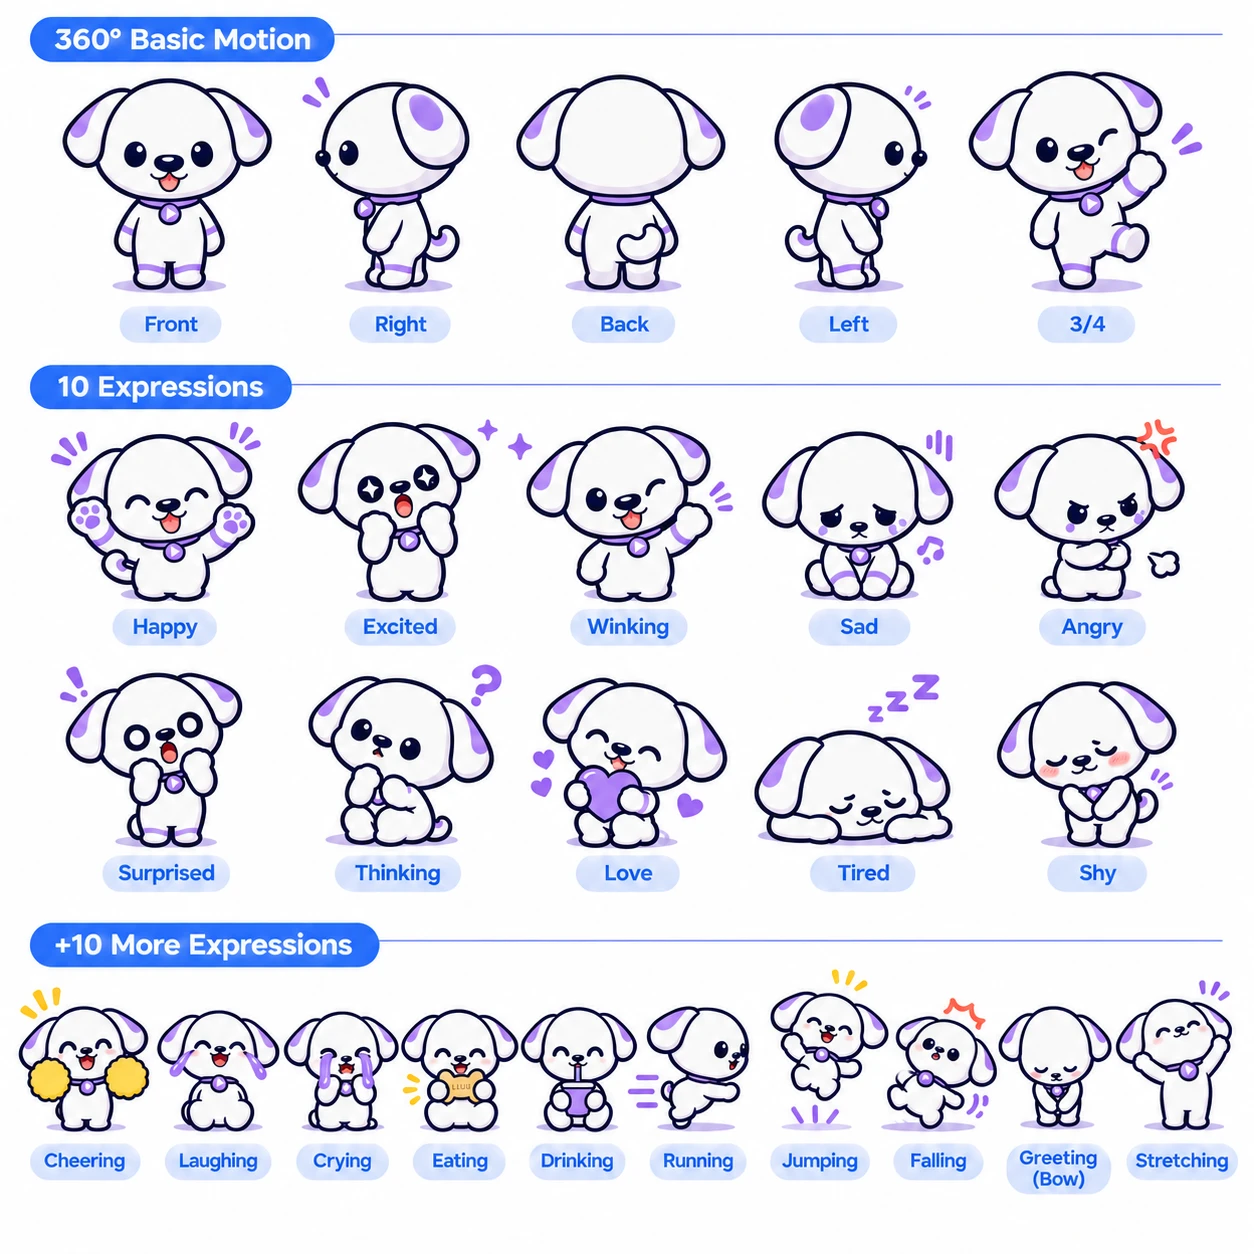 360° Basic Motion
Front
Right
Back
Left
3/4
10 Expressions
Happy
Excited
Winking
Sad
Angry
?
z z Z
Surprised
Thinking
Love
Tired
Shy
+10 More Expressions
Cheering
Laughing
Crying
Eating
Drinking
Running
Jumping
Falling
Greeting
(Bow)
Stretching